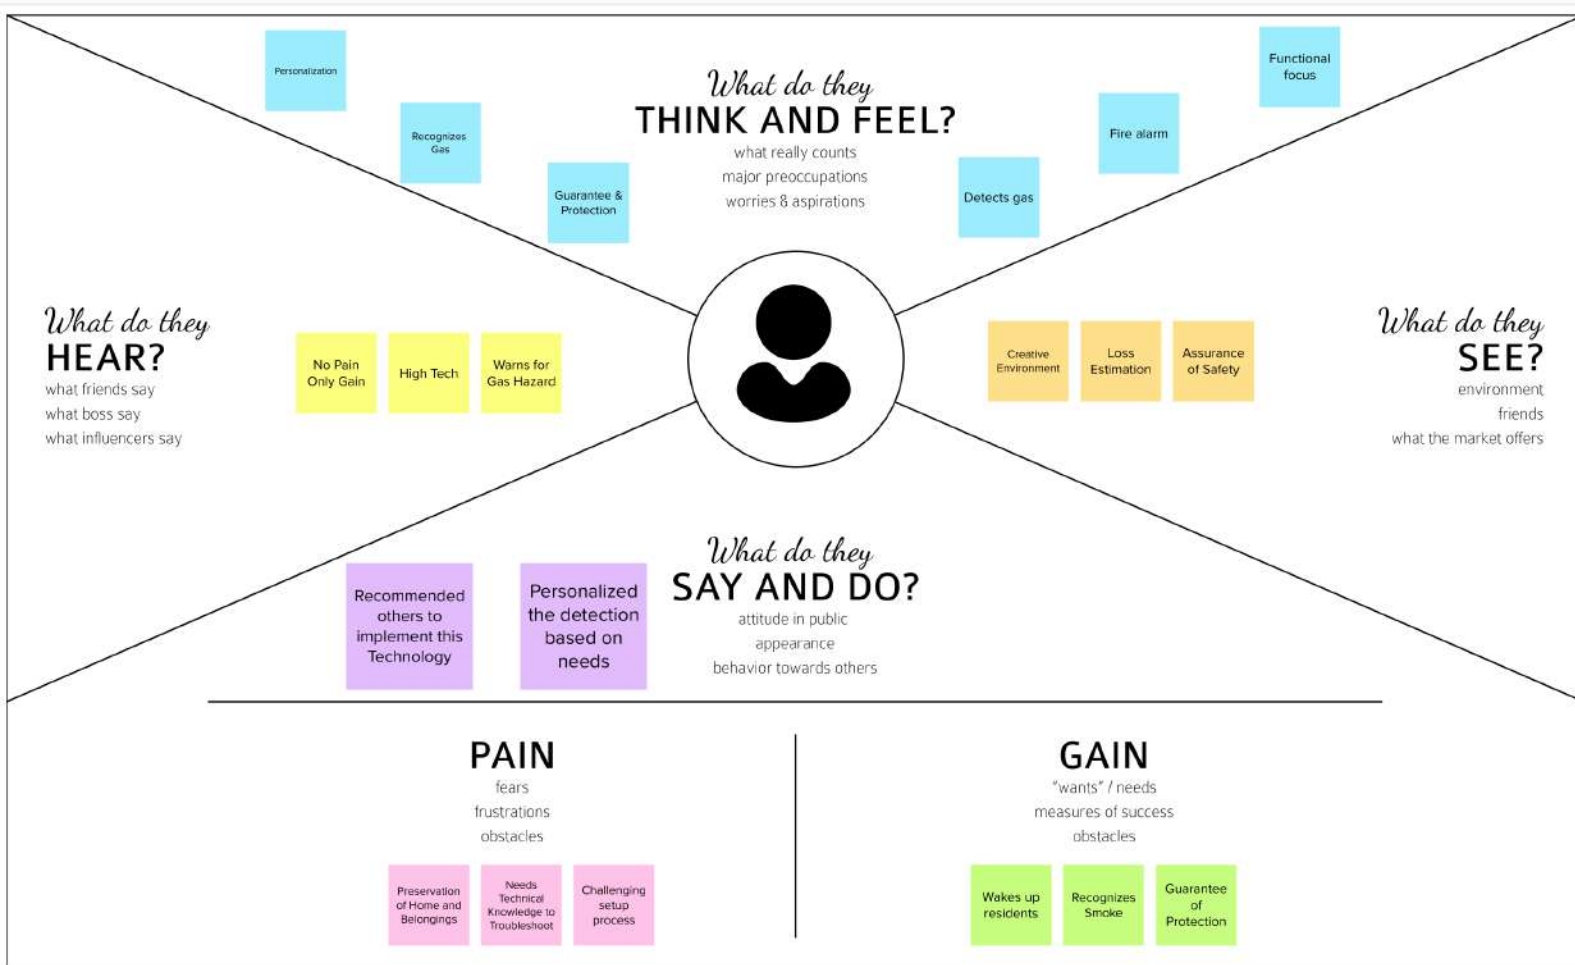 Personalization
Recognizes
Gas
Guarantee &
Protection
What do they
THINK AND FEEL?
what really counts
major preoccupations
worries & aspirations
Detects gas
Fire alarm
Functional
focus
What do they
HEAR?
what friends say
what boss say
what influencers say
No Pain
Only Gain
High Tech
Warns for
Gas Hazard
Creative
Environment
Loss
Estimation
Assurance
of Safety
What do they
SEE?
environment
friends
what the market offers
Recommended
others to
implement this
Technology
Personalized
the detection
based on
needs
What do they
SAY AND DO?
attitude in public
appearance
behavior towards others
PAIN
fears
frustrations
obstacles
Preservation
of Home and
Belongings
Needs
Technical
Knowledge to
Troubleshoot
Challenging
setup
process
GAIN
"wants" / needs
measures of success
obstacles
Wakes up
residents
Recognizes
Smoke
Guarantee
of
Protection